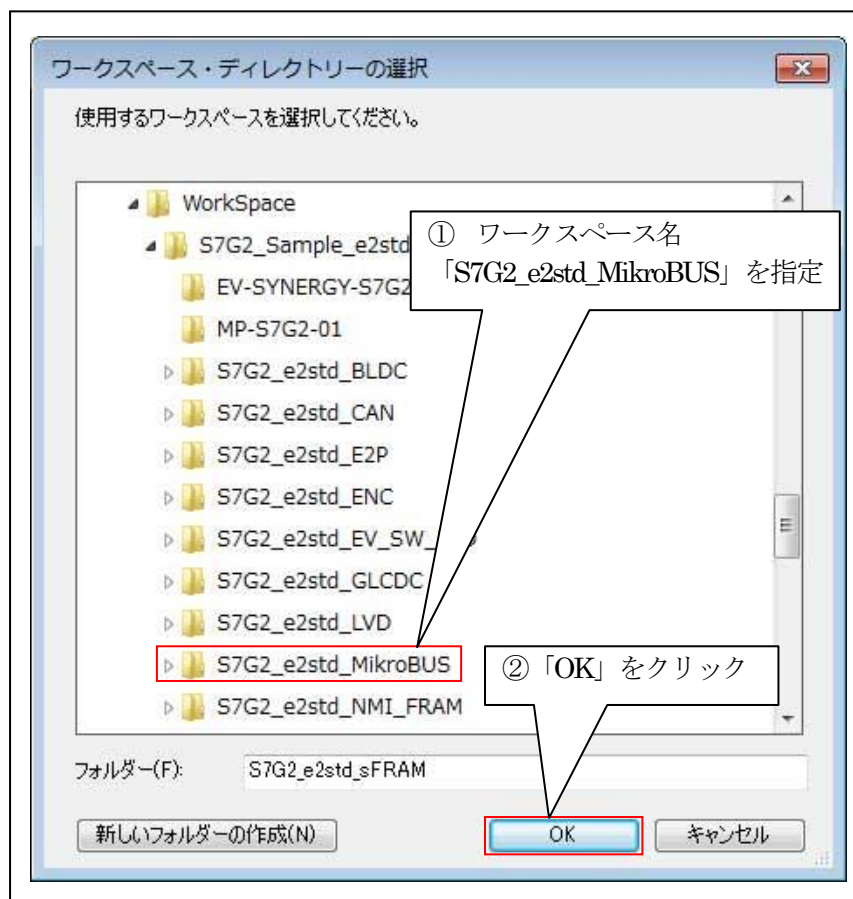 ワークスペース・ディレクトリーの選択
使用するワークスペースを選択してください。
WorkSpace
S7G2_Sample_e2std
① ワークスペース名
「S7G2_e2std_MikroBUS」を指定
EV-SYNERGY-S7G2
MP-S7G2-01
S7G2_e2std_BLDC
S7G2_e2std_CAN
S7G2_e2std_E2P
S7G2_e2std_ENC
S7G2_e2std_EV_SW_
S7G2_e2std_GLCDC
S7G2_e2std_LVD
S7G2_e2std_MikroBUS
②「OK」をクリック
S7G2_e2std_NMI_FRAM
フォルダー(F): S7G2_e2std_sFRAM
新しいフォルダーの作成(N) OK キャンセル